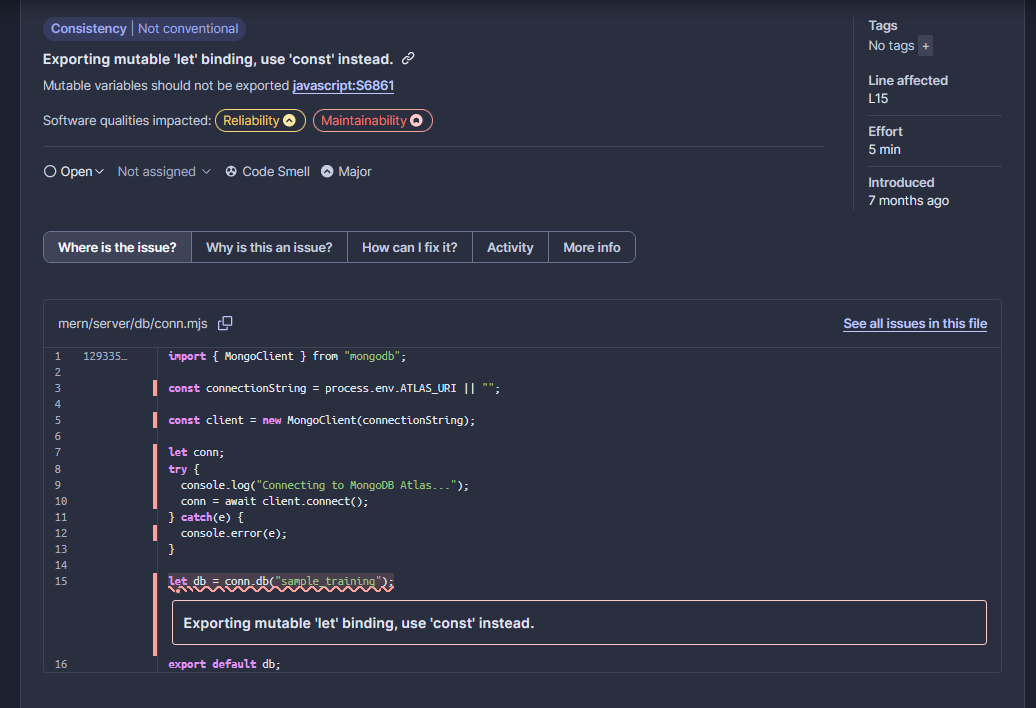 Consistency | Not conventional
Exporting mutable 'let' binding, use 'const' instead.
Mutable variables should not be exported javascript:S6861
Software qualities impacted: Reliability Maintainability
Open Not assigned Code Smell Major
Tags
No tags +
Line affected
L15
Effort
5 min
Introduced
7 months ago
Where is the issue? Why is this an issue? How can I fix it? Activity More info
mern/server/db/conn.mjs See all issues in this file
1 129335… import { MongoClient } from "mongodb";
2
3 const connectionString = process.env.ATLAS_URI || "";
4
5 const client = new MongoClient(connectionString);
6
7 let conn;
8 try {
9 console.log("Connecting to MongoDB Atlas...");
10 conn = await client.connect();
11 } catch(e) {
12 console.error(e);
13 }
14
15 let db = conn.db("sample_training");
Exporting mutable 'let' binding, use 'const' instead.
16 export default db;